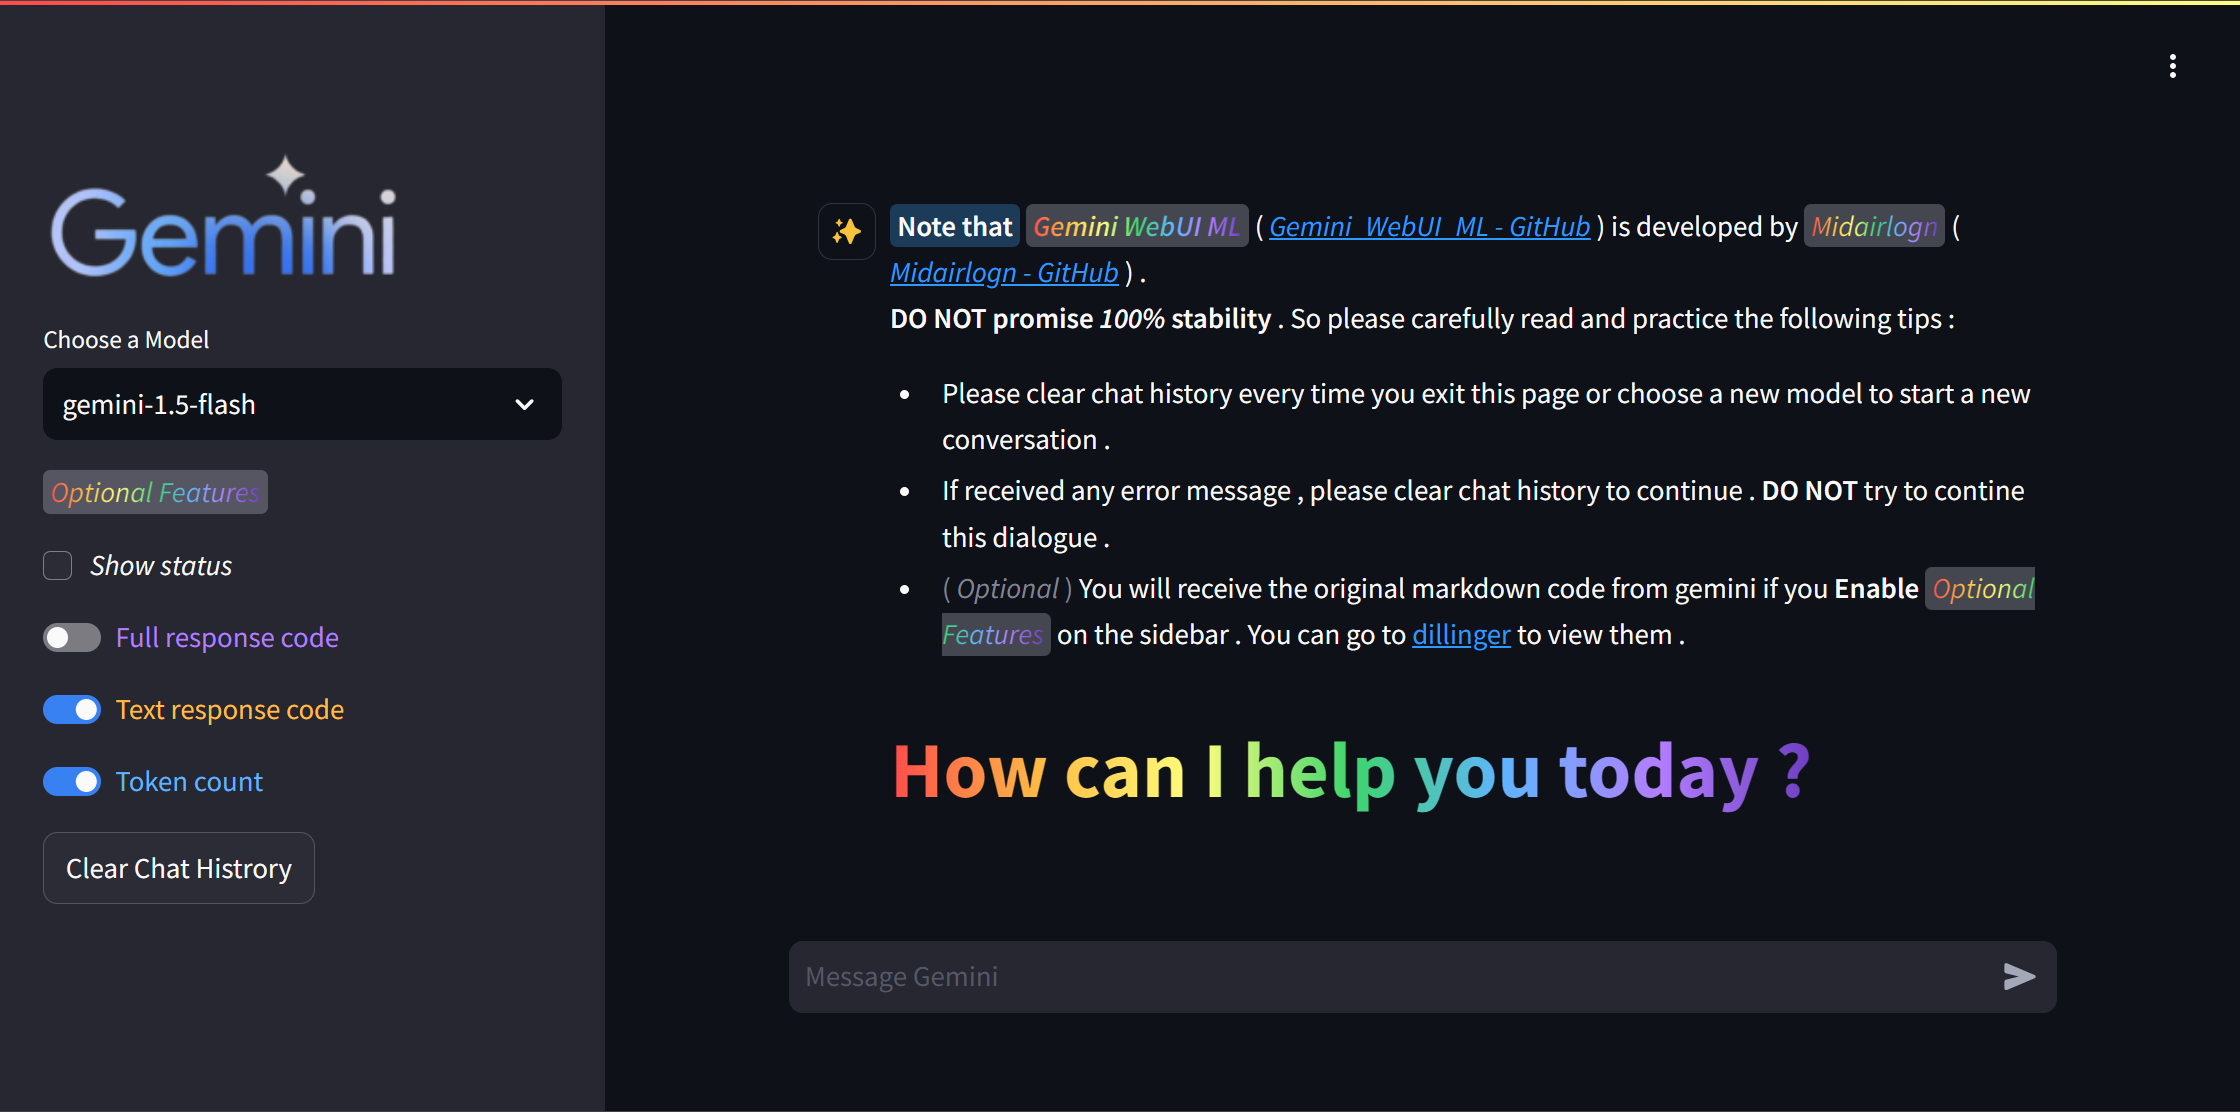 Gemini
Choose a Model
gemini-1.5-flash
Optional Features
Show status
Full response code
Text response code
Token count
Clear Chat Histrory
Note that Gemini WebUI ML ( Gemini WebUI ML - GitHub ) is developed by Midairlogn (
Midairlogn - GitHub ) .
DO NOT promise 100% stability . So please carefully read and practice the following tips :
• Please clear chat history every time you exit this page or choose a new model to start a new
conversation .
• If received any error message , please clear chat history to continue . DO NOT try to contine
this dialogue .
• ( Optional ) You will receive the original markdown code from gemini if you Enable Optional
Features on the sidebar . You can go to dillinger to view them .
How can I help you today ?
Message Gemini